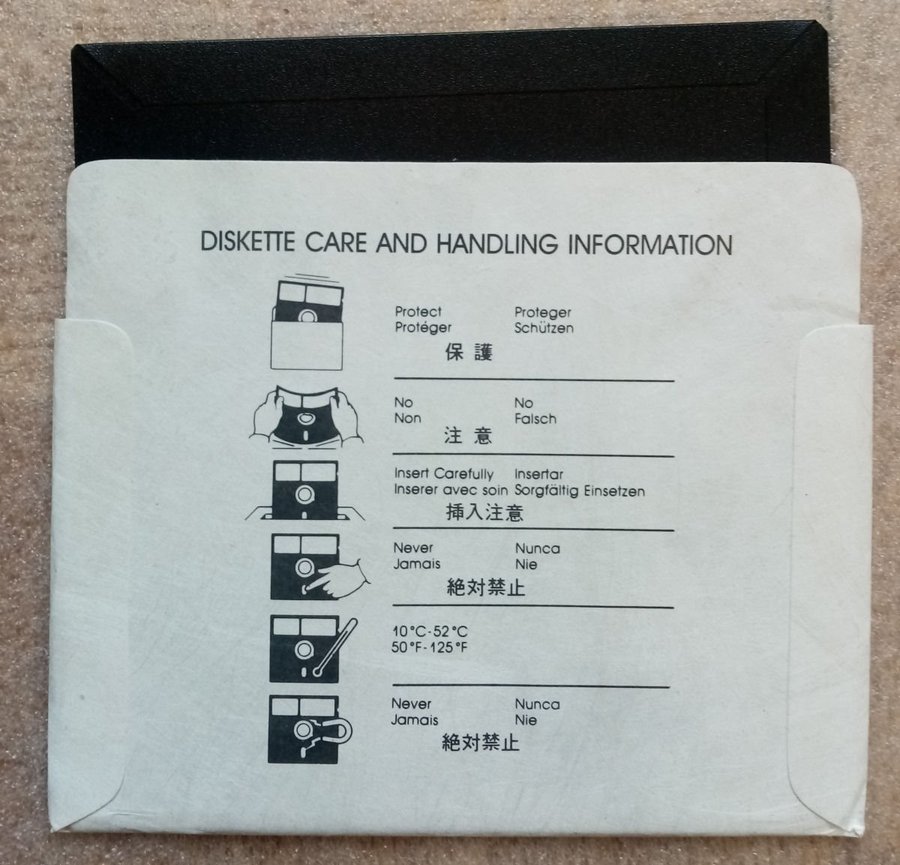 DISKETTE CARE AND HANDLING INFORMATION
Protect Proteger
Protéger Schützen
保護
No No
Non Falsch
注意
Insert Carefully Insertar
Inserer avec soin Sorgfältig Einsetzen
挿入注意
Never Nunca
Jamais Nie
絶対禁止
10°C-52°C
50°F-125°F
Never Nunca
Jamais Nie
絶対禁止